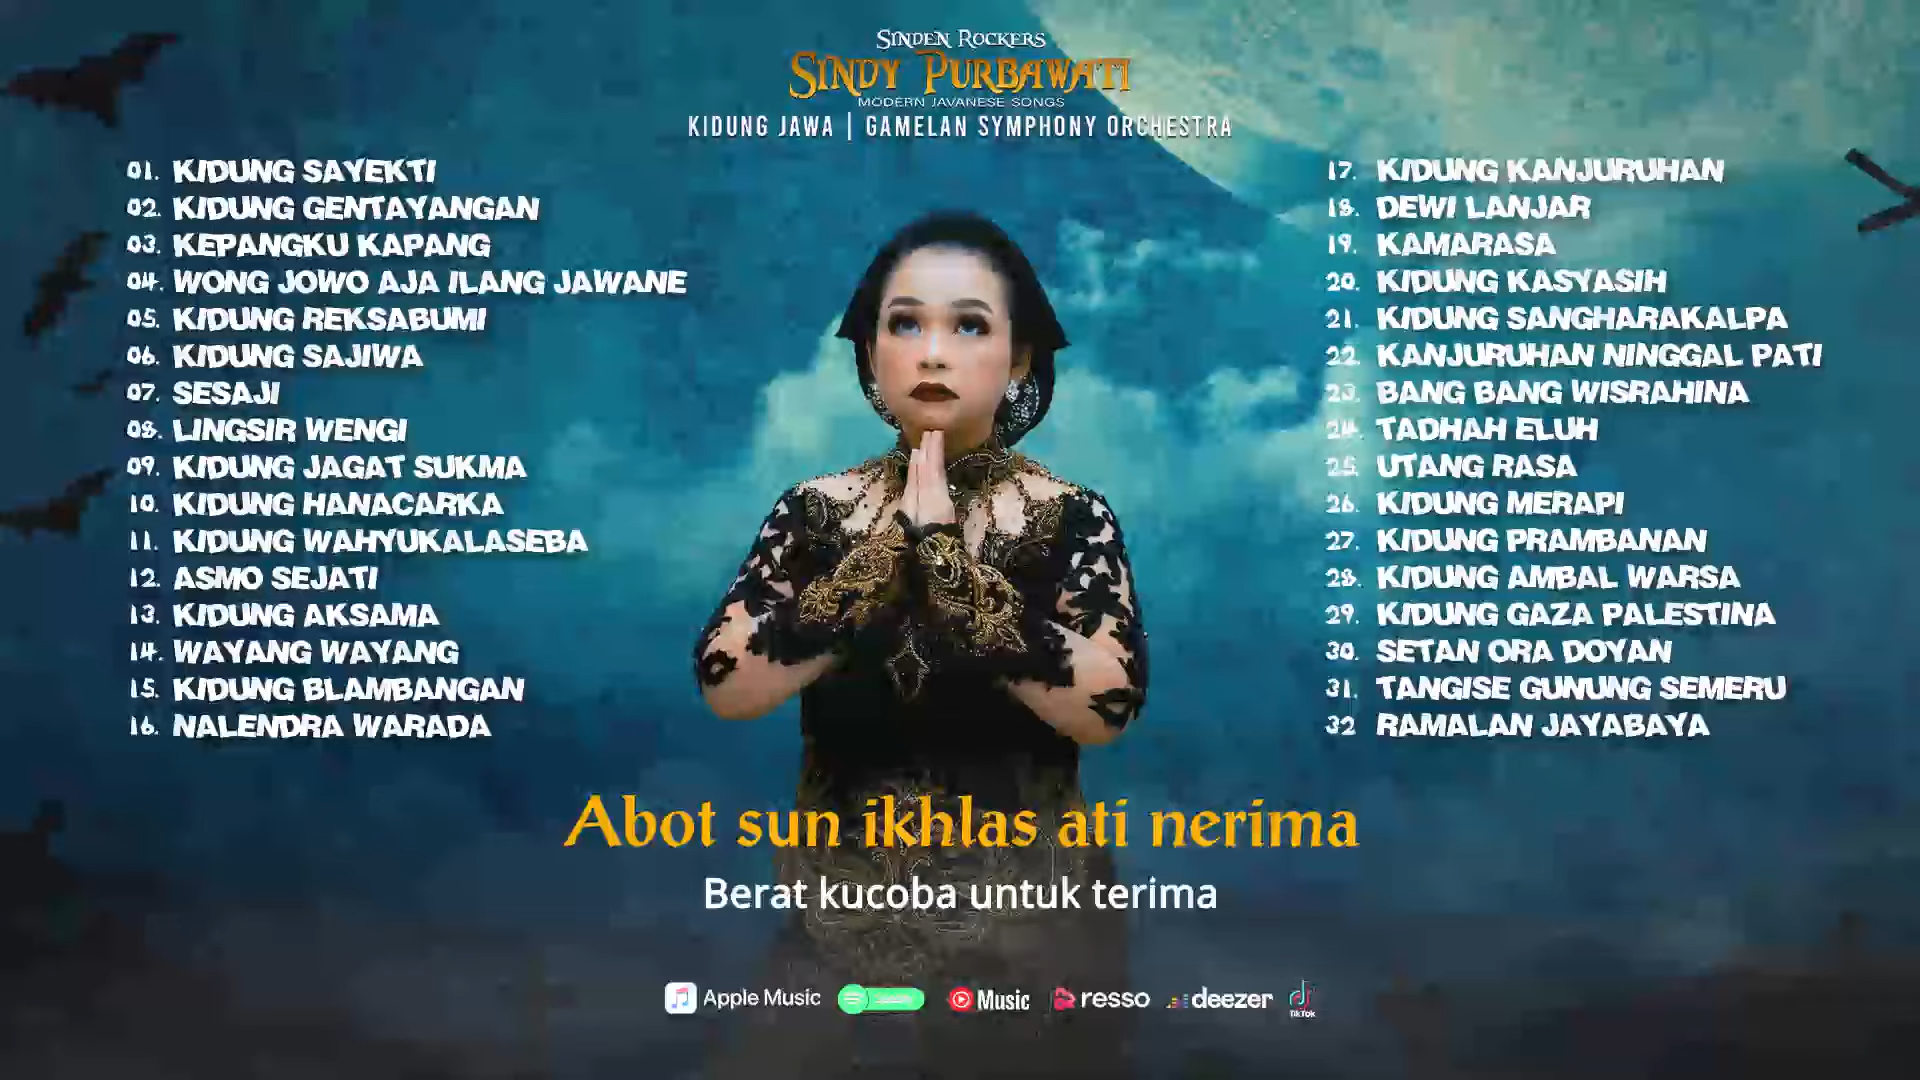 SINDEN ROCKERS
SINDY PURBAWATI
MODERN JAVANESE SONGS
KIDUNG JAWA | GAMELAN SYMPHONY ORCHESTRA
01. KIDUNG SAYEKTI
02. KIDUNG GENTAYANGAN
03. KEPANGKU KAPANG
04. WONG JOWO AJA ILANG JAWANE
05. KIDUNG REKSABUMI
06. KIDUNG SAJIWA
07. SESAJI
08. LINGSIR WENGI
09. KIDUNG JAGAT SUKMA
10. KIDUNG HANACARKA
11. KIDUNG WAHYUKALASEBA
12. ASMO SEJATI
13. KIDUNG AKSAMA
14. WAYANG WAYANG
15. KIDUNG BLAMBANGAN
16. NALENDRA WARADA
17. KIDUNG KANJURUHAN
18. DEWI LANJAR
19. KAMARASA
20. KIDUNG KASYASIH
21. KIDUNG SANGHARAKALPA
22. KANJURUHAN NINGGAL PATI
23. BANG BANG WISRAHINA
24. TADHAH ELUH
25. UTANG RASA
26. KIDUNG MERAPI
27. KIDUNG PRAMBANAN
28. KIDUNG AMBAL WARSA
29. KIDUNG GAZA PALESTINA
30. SETAN ORA DOYAN
31. TANGISE GUNUNG SEMERU
32 RAMALAN JAYABAYA
Abot sun ikhlas ati nerima
Berat kucoba untuk terima
Apple Music
Music
resso
deezer
TikTok